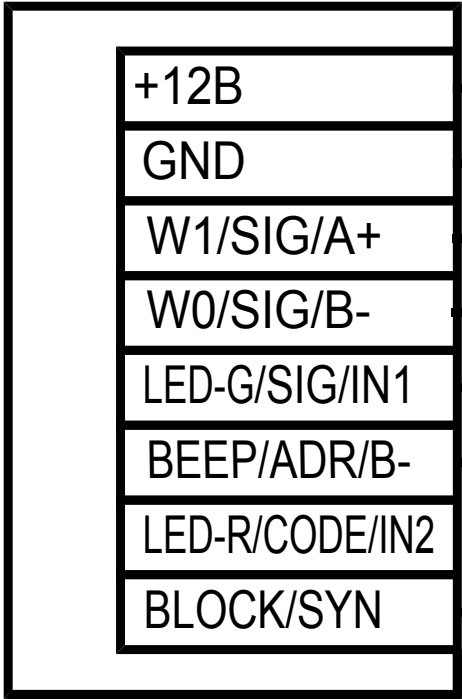 +12В
GND
W1/SIG/A+
W0/SIG/B-
LED-G/SIG/IN1
BEEP/ADR/B-
LED-R/CODE/IN2
BLOCK/SYN